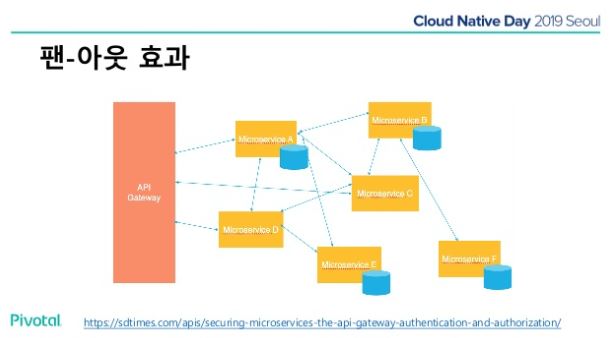 Cloud Native Day 2019 Seoul
팬-아웃 효과
API
Gateway
Microservice A
Microservice B
Microservice C
Microservice D
Microservice E
Microservice F
Pivotal
https://sdtimes.com/apis/securing-microservices-the-api-gateway-authentication-and-authorization/